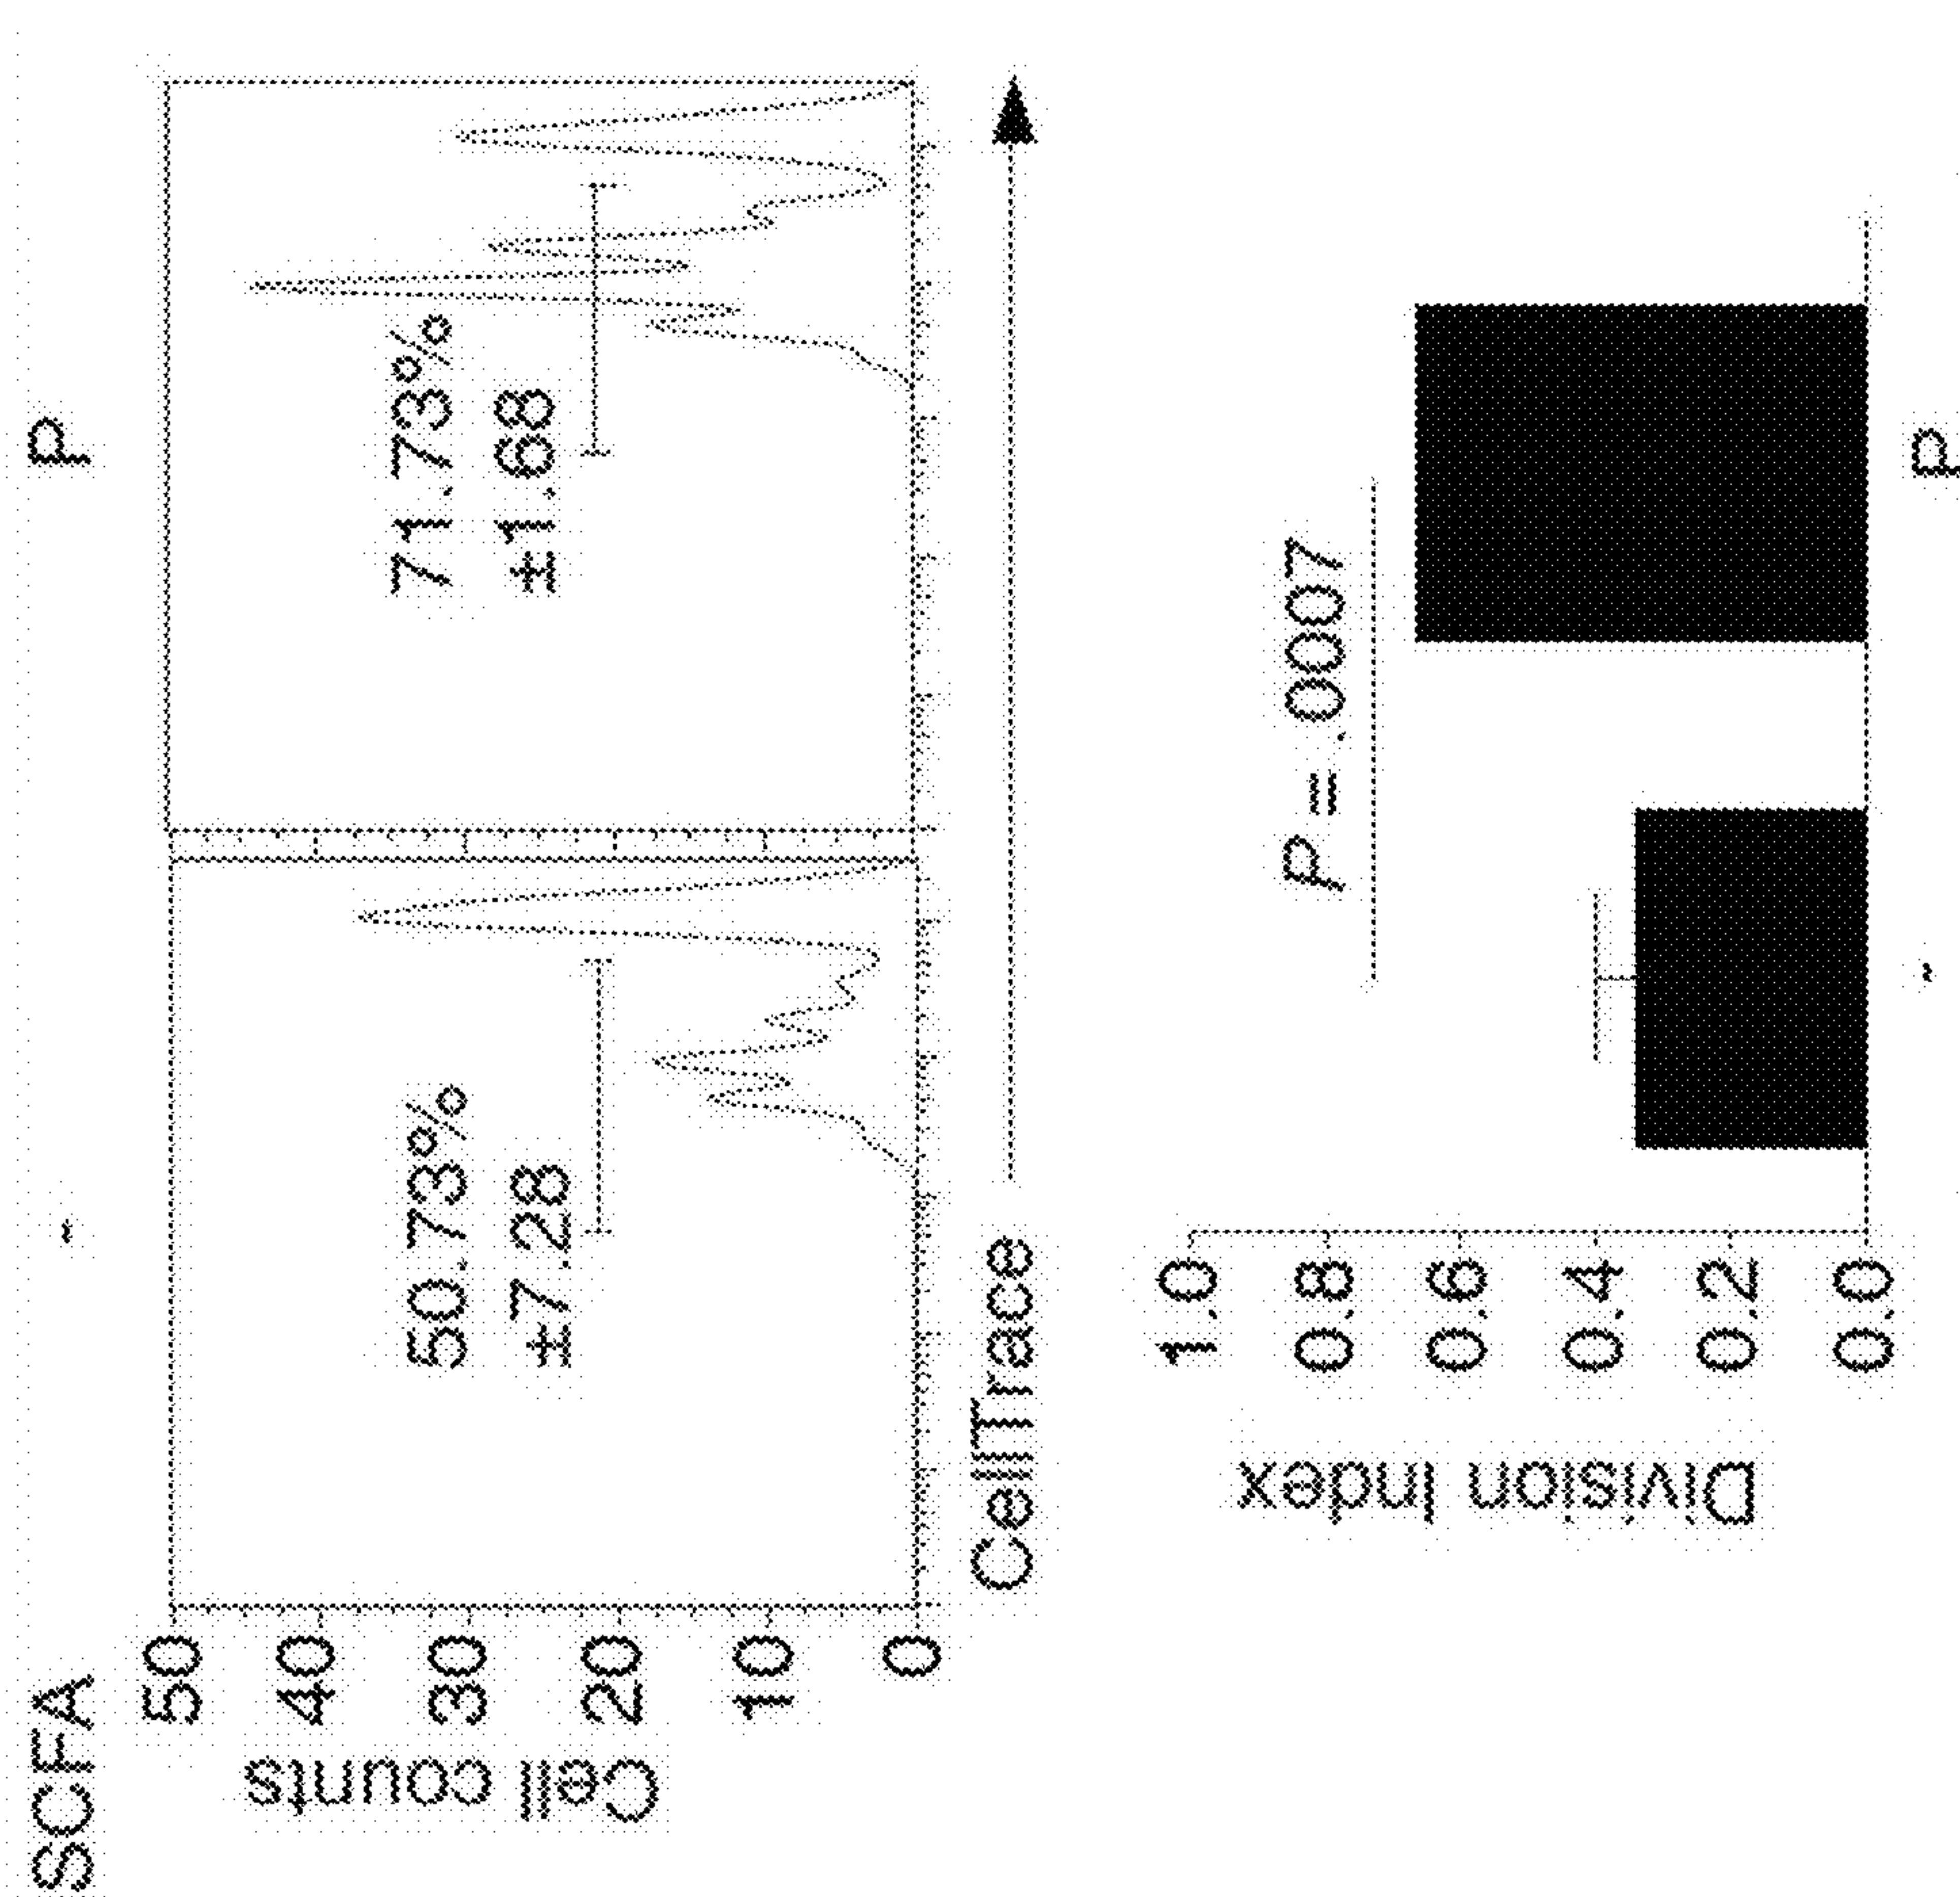 SCFA - P
Cell counts
50
40
30
20
10
0
50.73%
±7.28
71.73%
±1.68
CellTrace
Division Index
1.0
0.8
0.6
0.4
0.2
0.0
P = .0007
- P